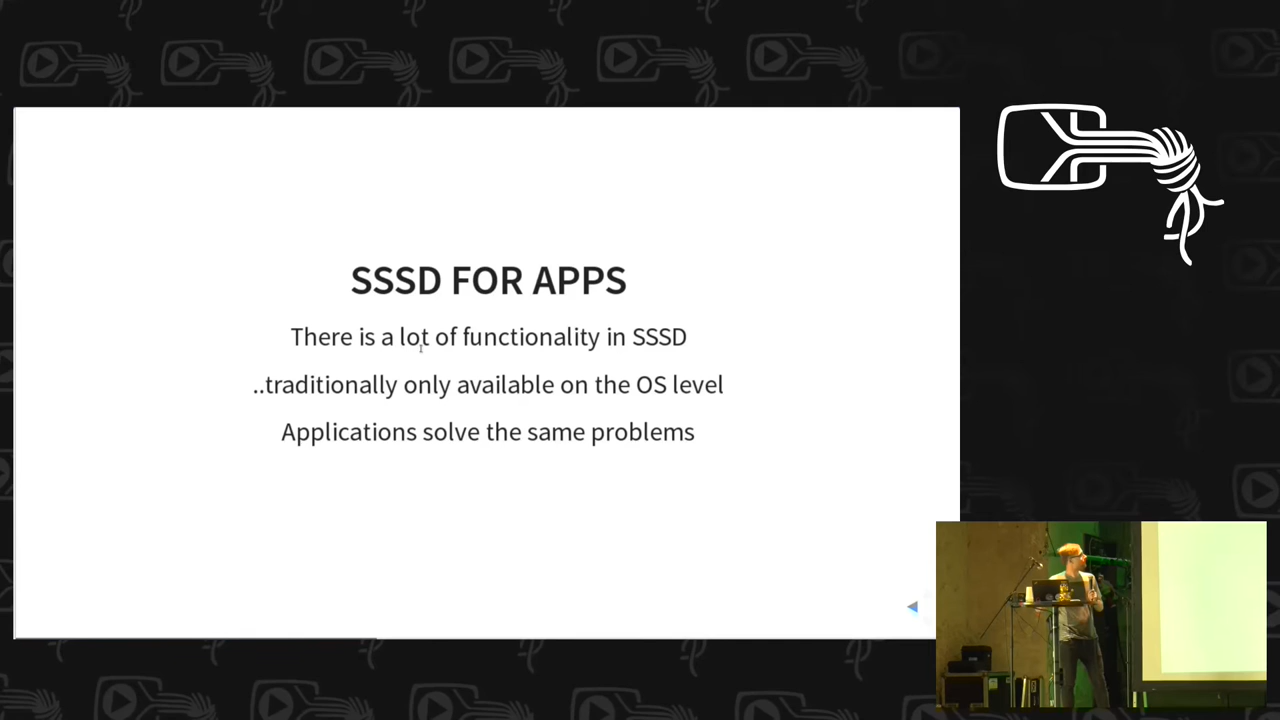 SSSD FOR APPS
There is a lot of functionality in SSSD
..traditionally only available on the OS level
Applications solve the same problems